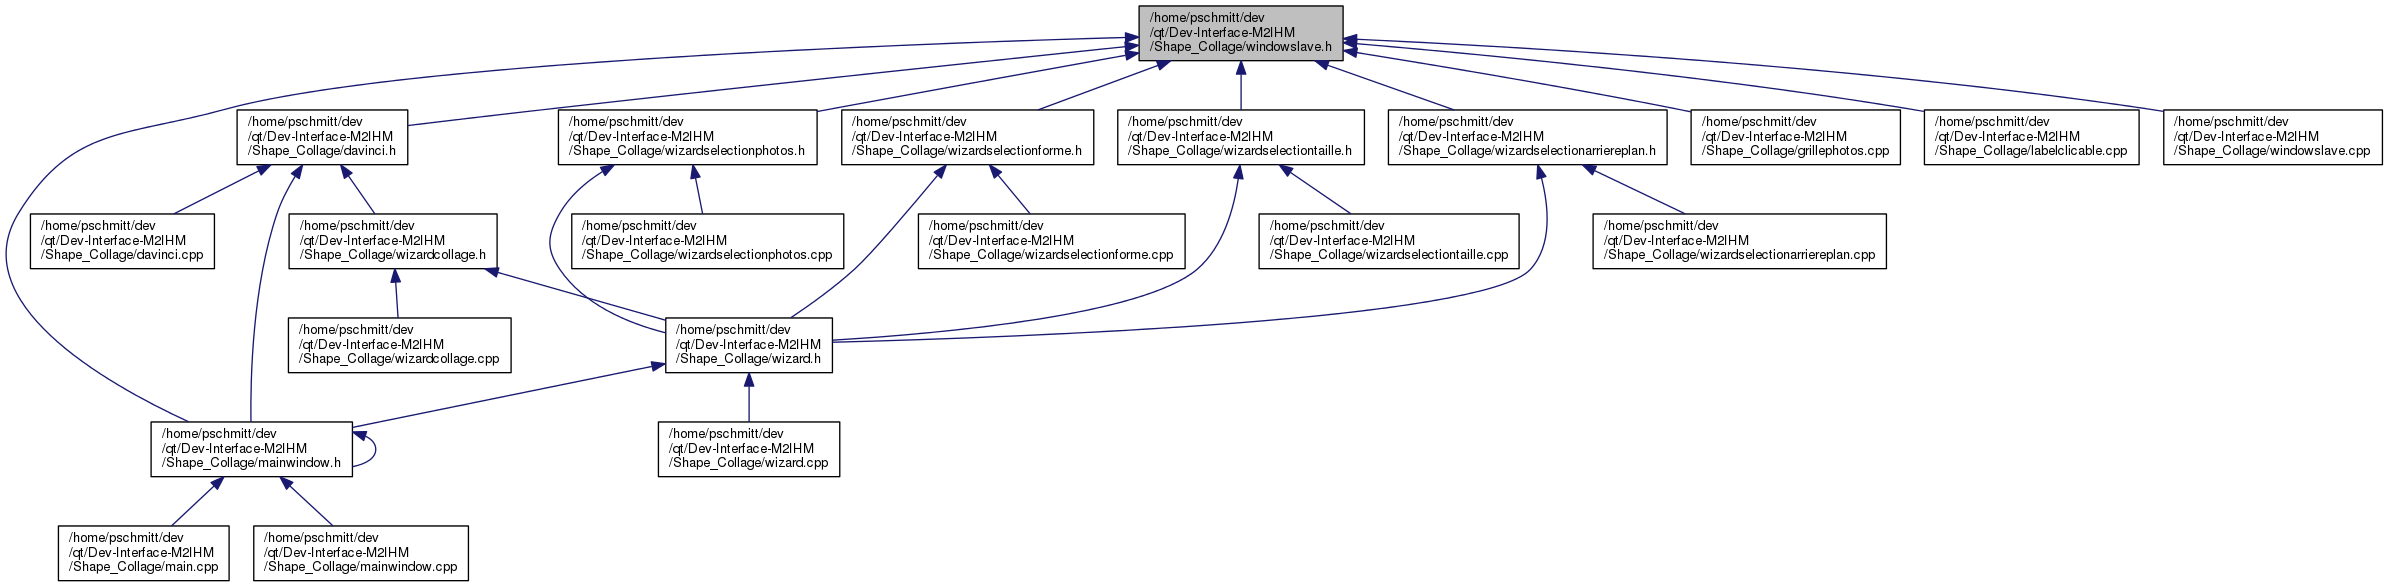 /home/pschmitt/dev
/qt/Dev-Interface-M2IHM
/Shape_Collage/windowslave.h
/home/pschmitt/dev
/qt/Dev-Interface-M2IHM
/Shape_Collage/davinci.h
/home/pschmitt/dev
/qt/Dev-Interface-M2IHM
/Shape_Collage/wizardselectionphotos.h
/home/pschmitt/dev
/qt/Dev-Interface-M2IHM
/Shape_Collage/wizardselectionforme.h
/home/pschmitt/dev
/qt/Dev-Interface-M2IHM
/Shape_Collage/wizardselectiontaille.h
/home/pschmitt/dev
/qt/Dev-Interface-M2IHM
/Shape_Collage/wizardselectionarriereplan.h
/home/pschmitt/dev
/qt/Dev-Interface-M2IHM
/Shape_Collage/grillephotos.cpp
/home/pschmitt/dev
/qt/Dev-Interface-M2IHM
/Shape_Collage/labelclicable.cpp
/home/pschmitt/dev
/qt/Dev-Interface-M2IHM
/Shape_Collage/windowslave.cpp
/home/pschmitt/dev
/qt/Dev-Interface-M2IHM
/Shape_Collage/davinci.cpp
/home/pschmitt/dev
/qt/Dev-Interface-M2IHM
/Shape_Collage/wizardcollage.h
/home/pschmitt/dev
/qt/Dev-Interface-M2IHM
/Shape_Collage/wizardselectionphotos.cpp
/home/pschmitt/dev
/qt/Dev-Interface-M2IHM
/Shape_Collage/wizardselectionforme.cpp
/home/pschmitt/dev
/qt/Dev-Interface-M2IHM
/Shape_Collage/wizardselectiontaille.cpp
/home/pschmitt/dev
/qt/Dev-Interface-M2IHM
/Shape_Collage/wizardselectionarriereplan.cpp
/home/pschmitt/dev
/qt/Dev-Interface-M2IHM
/Shape_Collage/wizardcollage.cpp
/home/pschmitt/dev
/qt/Dev-Interface-M2IHM
/Shape_Collage/wizard.h
/home/pschmitt/dev
/qt/Dev-Interface-M2IHM
/Shape_Collage/mainwindow.h
/home/pschmitt/dev
/qt/Dev-Interface-M2IHM
/Shape_Collage/wizard.cpp
/home/pschmitt/dev
/qt/Dev-Interface-M2IHM
/Shape_Collage/main.cpp
/home/pschmitt/dev
/qt/Dev-Interface-M2IHM
/Shape_Collage/mainwindow.cpp